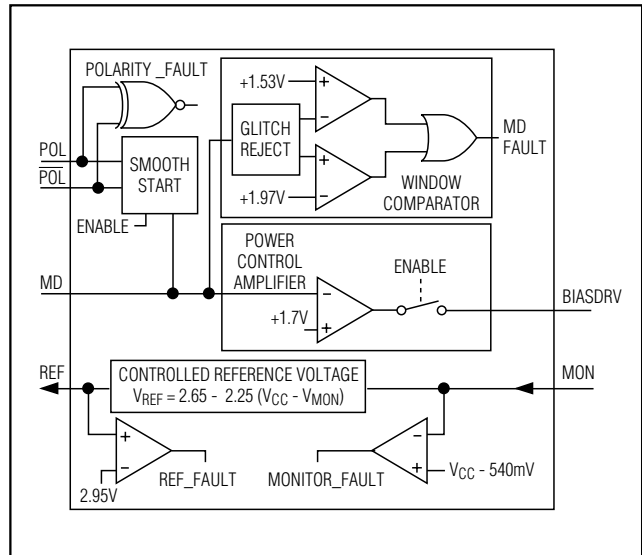 POLARITY _FAULT
+1.53V
+
−
GLITCH
REJECT
MD
FAULT
POL
POL
SMOOTH
START
+
−
+1.97V
WINDOW
COMPARATOR
ENABLE
POWER
CONTROL
AMPLIFIER
ENABLE
MD
−
+
+1.7V
BIASDRV
REF
CONTROLLED REFERENCE VOLTAGE
VREF = 2.65 - 2.25 (VCC - VMON)
MON
+
−
2.95V
REF_FAULT
MONITOR_FAULT
−
+
VCC - 540mV